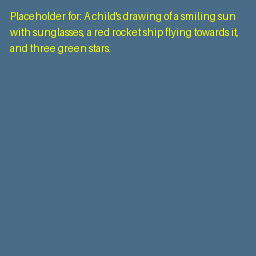 Placeholder for: A child's drawing of a smiling sun
with sunglasses, a red rocket ship flying towards it,
and three green stars.